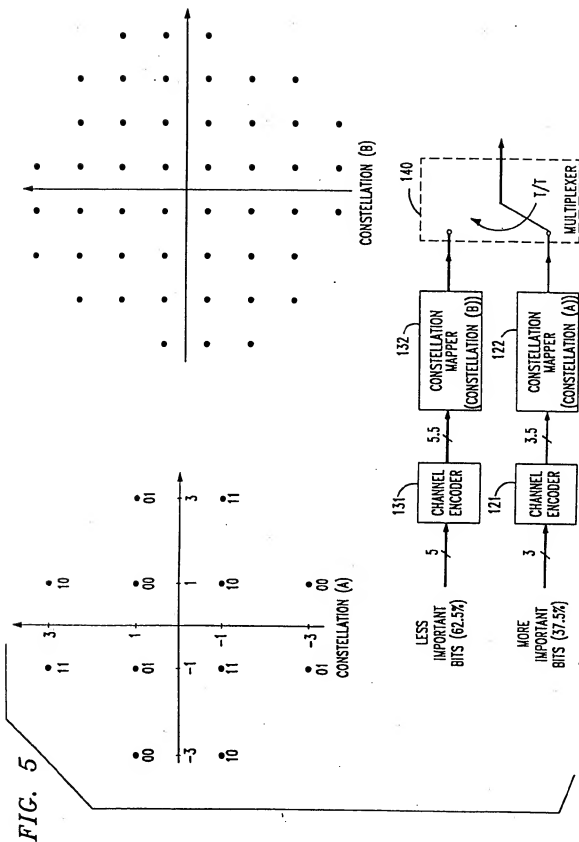 FIG. 5
3
11
10
1
01
00
01
00
-3
-1
1
3
10
11
-1
10
11
01
-3
00
CONSTELLATION (A)
CONSTELLATION (B)
LESS
IMPORTANT
BITS (62.5%)
5
131
CHANNEL
ENCODER
5.5
132
CONSTELLATION
MAPPER
(CONSTELLATION (B))
MORE
IMPORTANT
BITS (37.5%)
3
121
CHANNEL
ENCODER
3.5
122
CONSTELLATION
MAPPER
(CONSTELLATION (A))
140
T/T
MULTIPLEXER